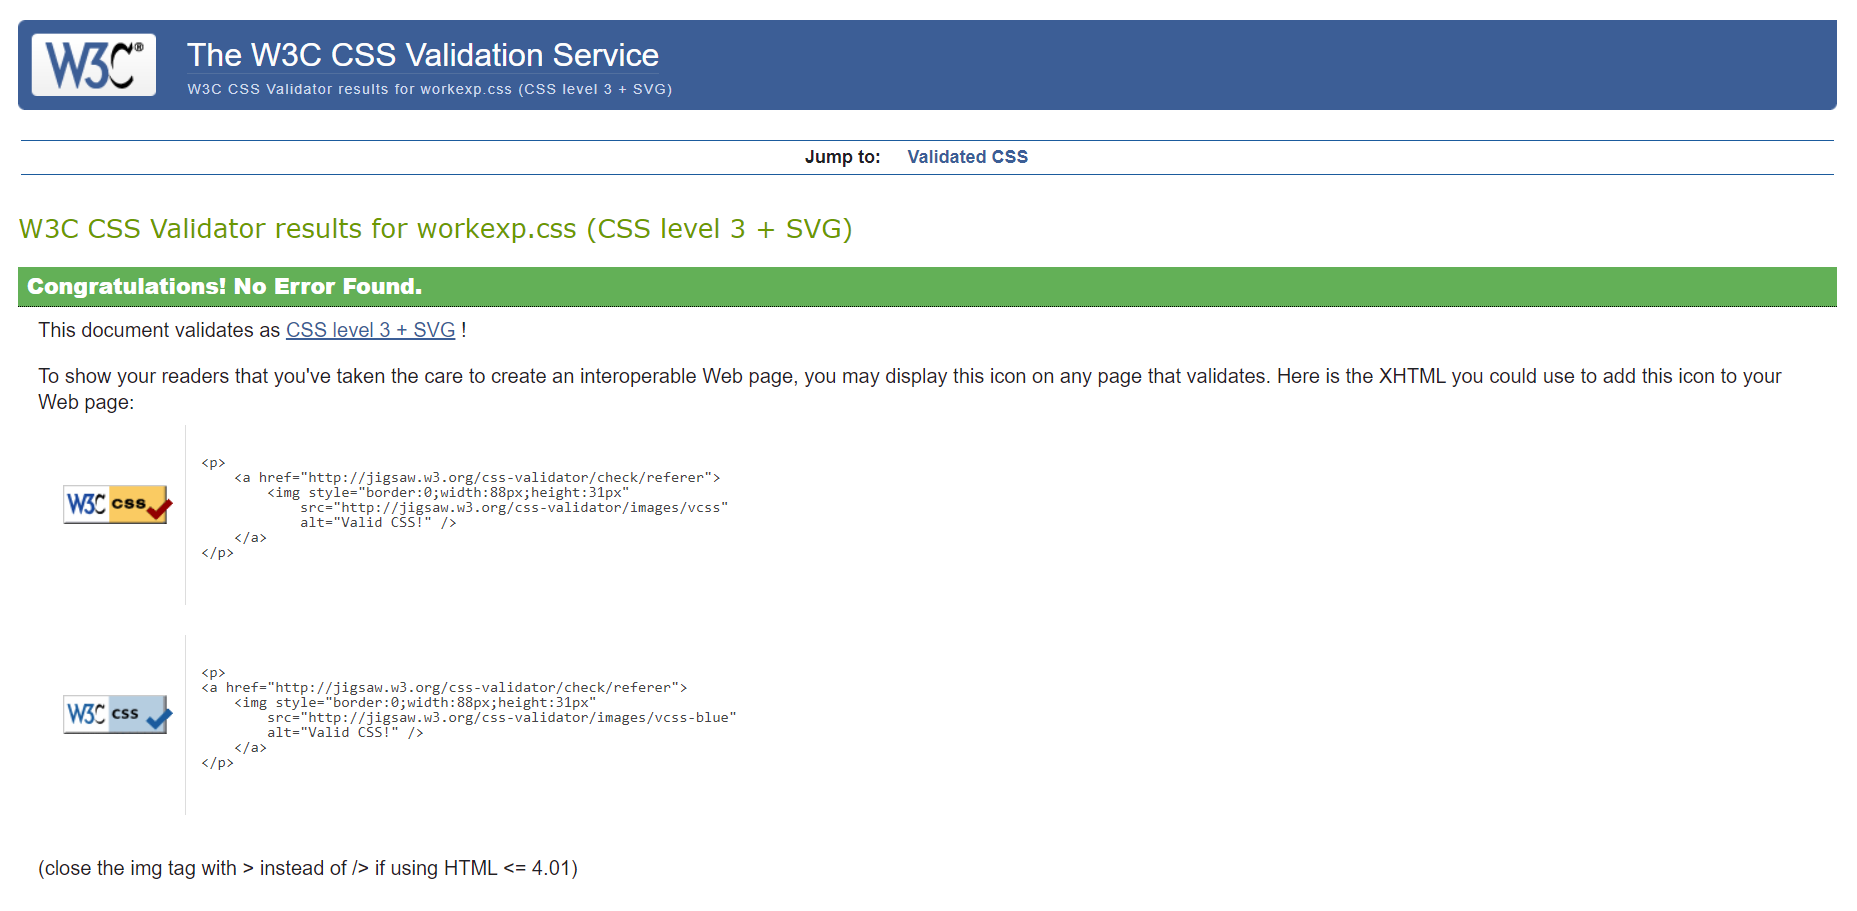 W3C®
The W3C CSS Validation Service
W3C CSS Validator results for workexp.css (CSS level 3 + SVG)
Jump to: Validated CSS
W3C CSS Validator results for workexp.css (CSS level 3 + SVG)
Congratulations! No Error Found.
This document validates as CSS level 3 + SVG !
To show your readers that you've taken the care to create an interoperable Web page, you may display this icon on any page that validates. Here is the XHTML you could use to add this icon to your
Web page:
W3C css
<p>
    <a href="http://jigsaw.w3.org/css-validator/check/referer">
        <img style="border:0;width:88px;height:31px"
            src="http://jigsaw.w3.org/css-validator/images/vcss"
            alt="Valid CSS!" />
    </a>
</p>
W3C css
<p>
<a href="http://jigsaw.w3.org/css-validator/check/referer">
    <img style="border:0;width:88px;height:31px"
        src="http://jigsaw.w3.org/css-validator/images/vcss-blue"
        alt="Valid CSS!" />
    </a>
</p>
(close the img tag with > instead of /> if using HTML <= 4.01)